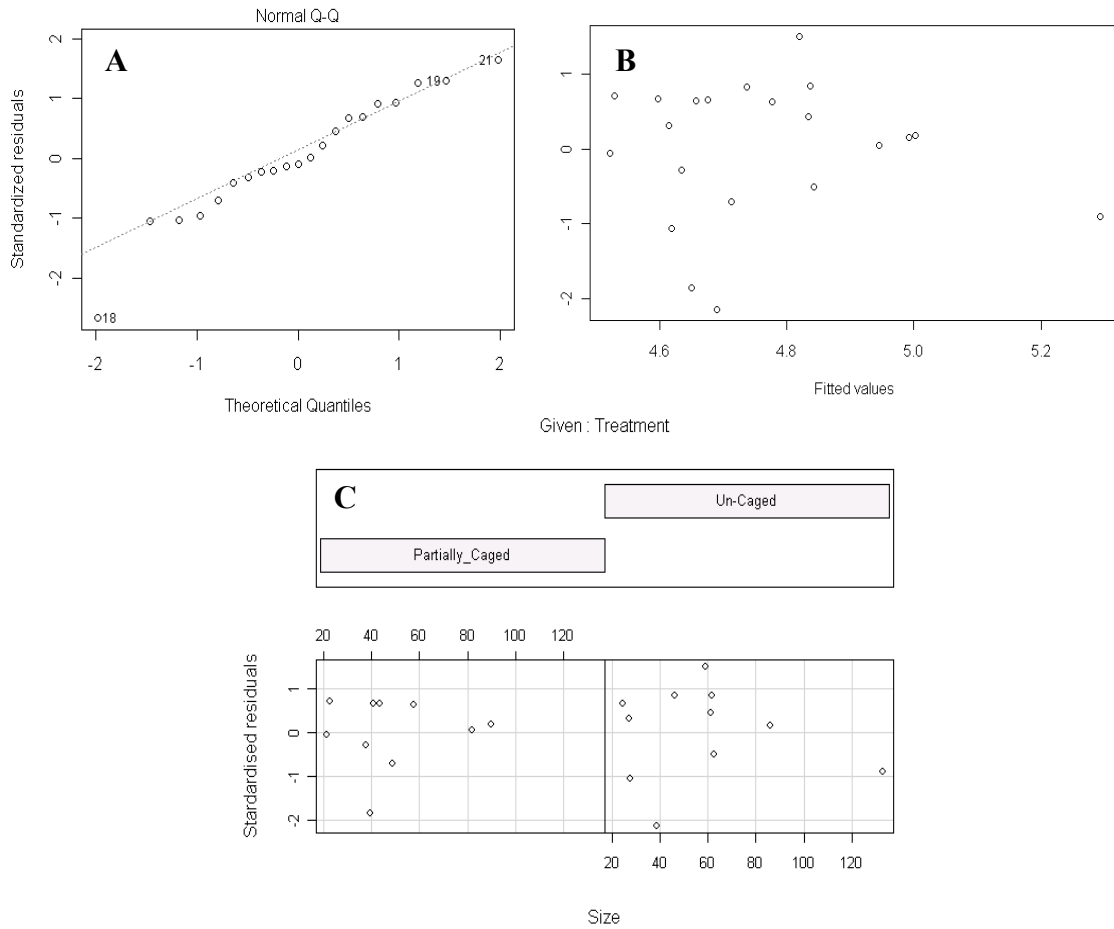 Normal Q-Q
A
Standardized residuals
2
1
0
-1
-2
21
19
18
-2 -1 0 1 2
Theoretical Quantiles
B
1
0
-1
-2
4.6 4.8 5.0 5.2
Fitted values
Given : Treatment
C
Un-Caged
Partially_Caged
20 40 60 80 100 120
Stardardised residuals
1
0
-1
-2
20 40 60 80 100 120
Size